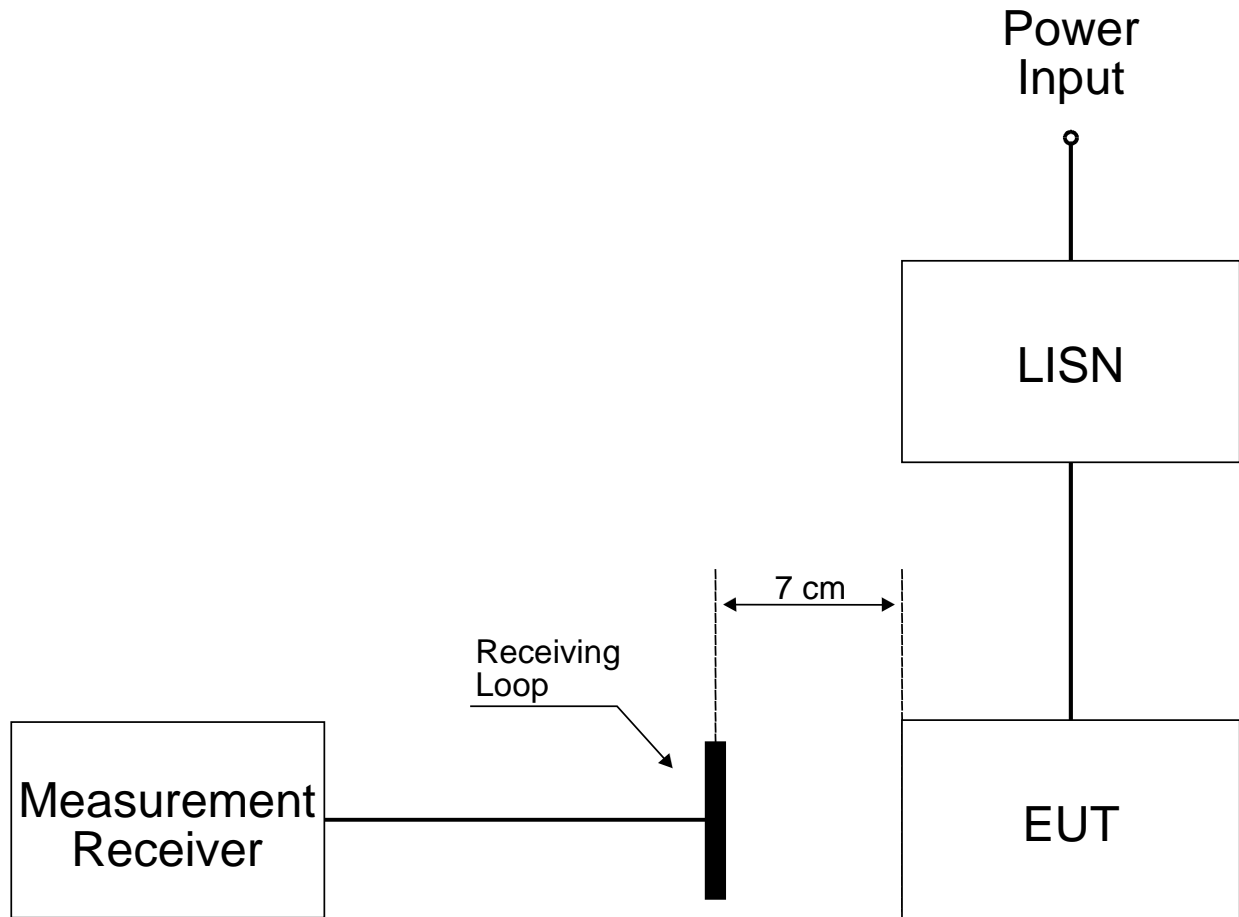 Power
Input
LISN
7 cm
Receiving
Loop
Measurement
Receiver
EUT